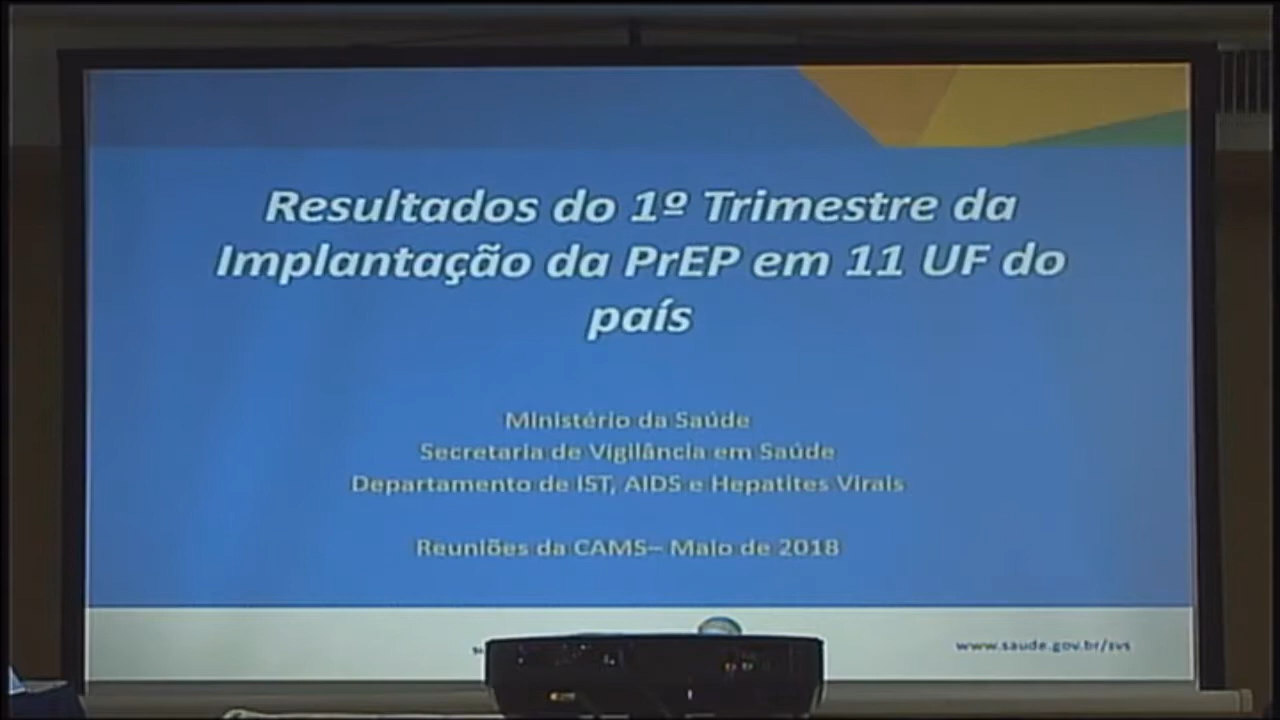 Resultados do 1º Trimestre da
Implantação da PrEP em 11 UF do
país
Ministério da Saúde
Secretaria de Vigilância em Saúde
Departamento de IST, AIDS e Hepatites Virais
Reuniões da CAMS– Maio de 2018
www.saude.gov.br/svs